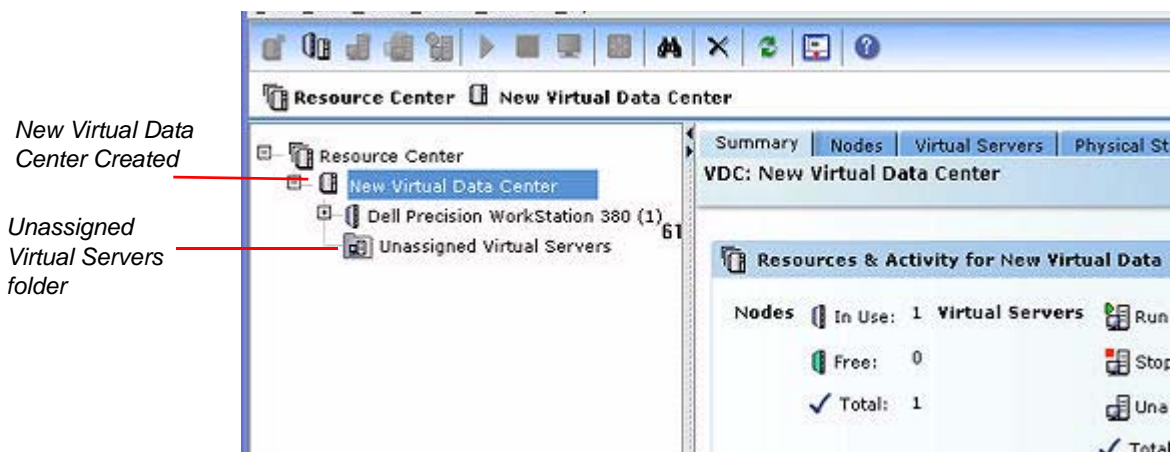 Resource Center New Virtual Data Center
New Virtual Data
Center Created
Unassigned
Virtual Servers
folder
Resource Center
New Virtual Data Center
Dell Precision WorkStation 380 (1)
61
Unassigned Virtual Servers
Summary Nodes Virtual Servers Physical St
VDC: New Virtual Data Center
Resources & Activity for New Virtual Data
Nodes In Use: 1 Virtual Servers Run
Free: 0 Stop
Total: 1 Una
Total